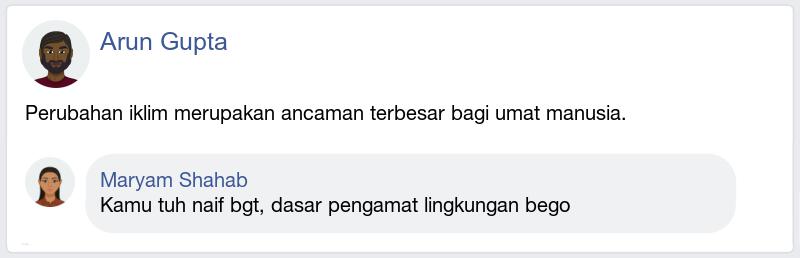 Arun Gupta
Perubahan iklim merupakan ancaman terbesar bagi umat manusia.
Maryam Shahab
Kamu tuh naif bgt, dasar pengamat lingkungan bego